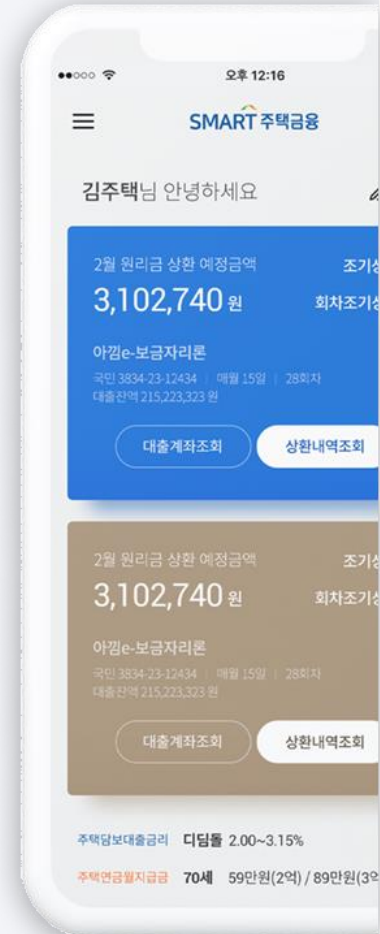 오후 12:16
SMART 주택금융
김주택님 안녕하세요
2월 원리금 상환 예정금액 조기상
3,102,740 원 회차조기상
아낌e-보금자리론
국민 3834-23-12434 | 매월 15일 | 28회차
대출잔액 215,223,323 원
대출계좌조회 상환내역조회
2월 원리금 상환 예정금액 조기상
3,102,740 원 회차조기상
아낌e-보금자리론
국민 3834-23-12434 | 매월 15일 | 28회차
대출잔액 215,223,323 원
대출계좌조회 상환내역조회
주택담보대출금리 디딤돌 2.00~3.15%
주택연금월지급금 70세 59만원(2억) / 89만원(3억